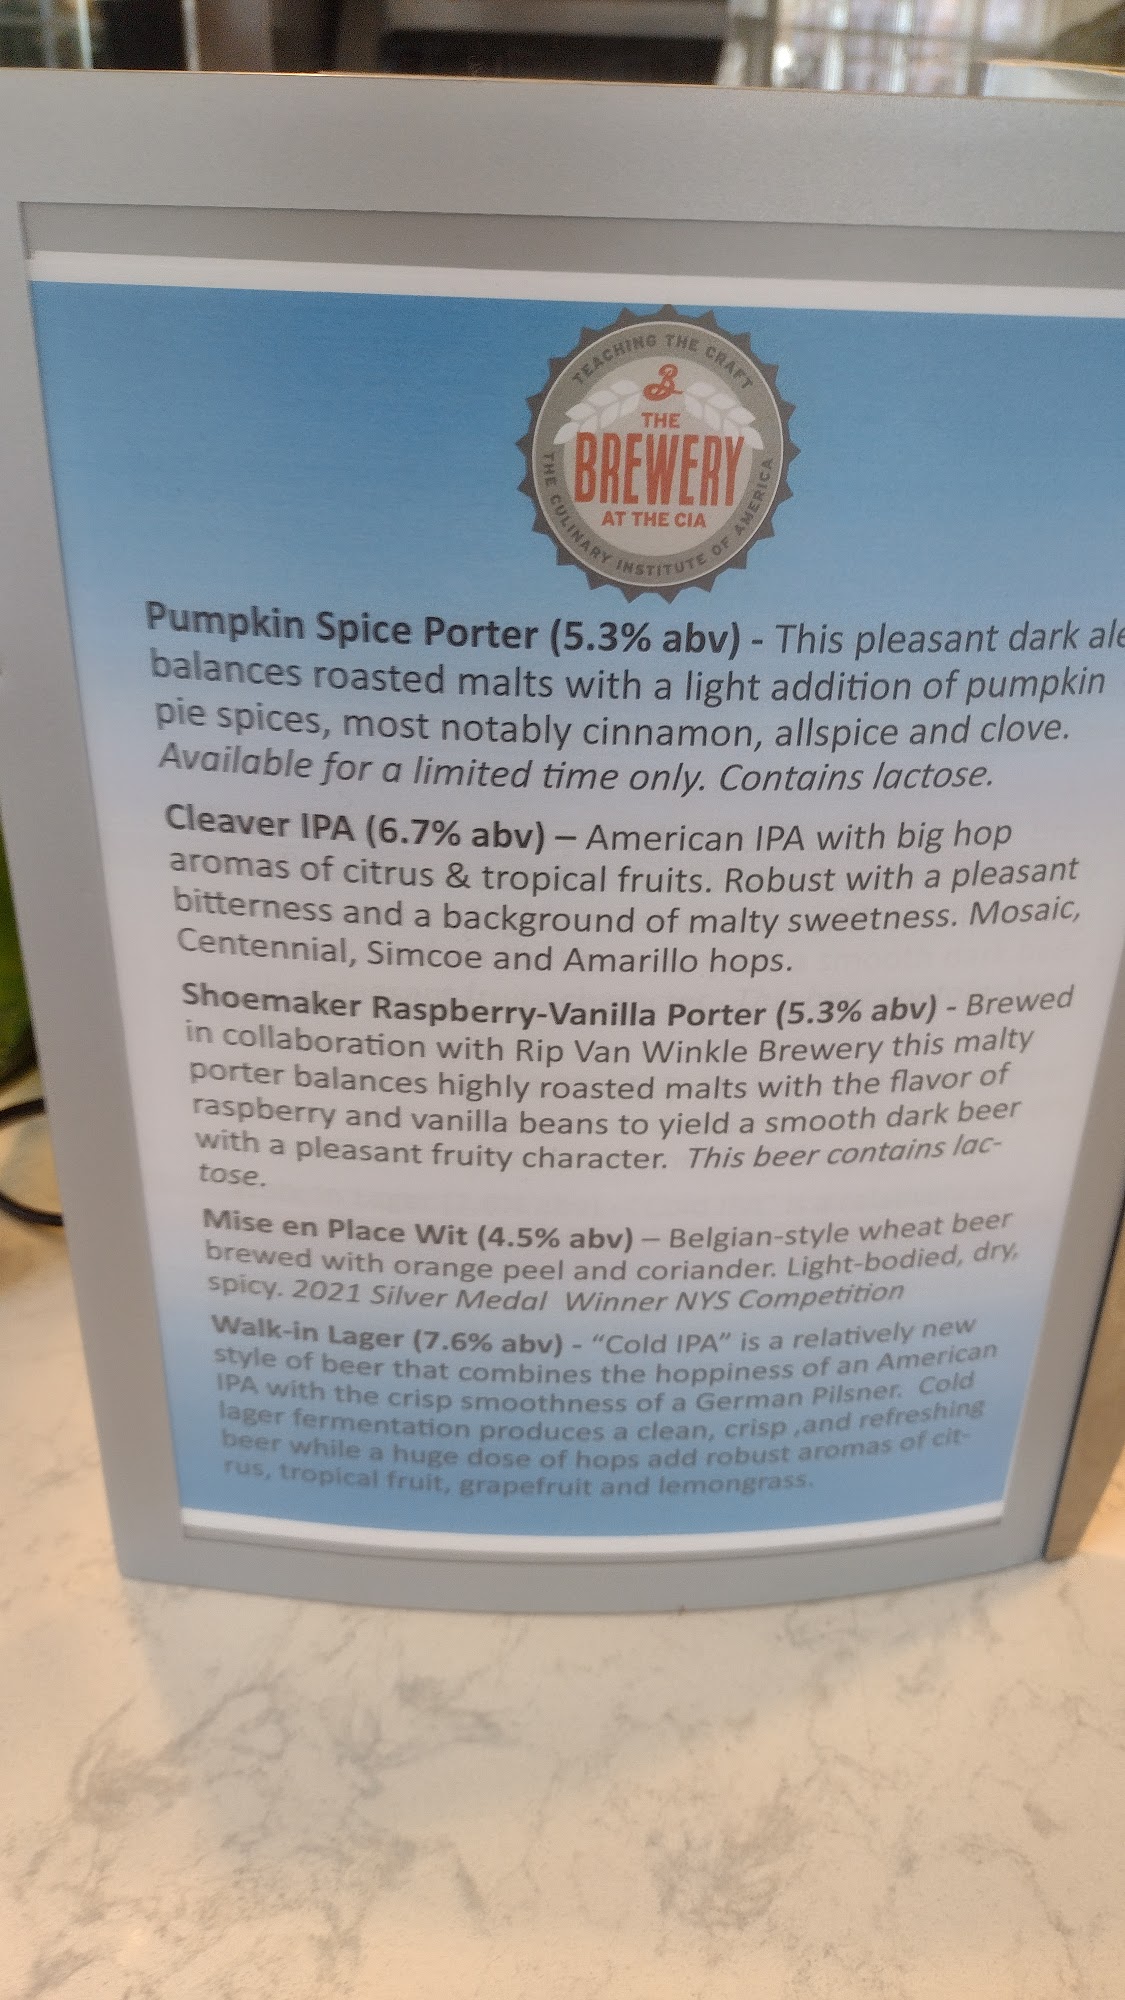 TEACHING THE CRAFT
B
THE
BREWERY
AT THE CIA
THE CULINARY INSTITUTE OF AMERICA
Pumpkin Spice Porter (5.3% abv) - This pleasant dark ale
balances roasted malts with a light addition of pumpkin
pie spices, most notably cinnamon, allspice and clove.
Available for a limited time only. Contains lactose.
Cleaver IPA (6.7% abv) – American IPA with big hop
aromas of citrus & tropical fruits. Robust with a pleasant
bitterness and a background of malty sweetness. Mosaic,
Centennial, Simcoe and Amarillo hops.
Shoemaker Raspberry-Vanilla Porter (5.3% abv) - Brewed
in collaboration with Rip Van Winkle Brewery this malty
porter balances highly roasted malts with the flavor of
raspberry and vanilla beans to yield a smooth dark beer
with a pleasant fruity character. This beer contains lac-
tose.
Mise en Place Wit (4.5% abv) – Belgian-style wheat beer
brewed with orange peel and coriander. Light-bodied, dry,
spicy. 2021 Silver Medal Winner NYS Competition
Walk-in Lager (7.6% abv) - “Cold IPA” is a relatively new
style of beer that combines the hoppiness of an American
IPA with the crisp smoothness of a German Pilsner. Cold
lager fermentation produces a clean, crisp ,and refreshing
beer while a huge dose of hops add robust aromas of cit-
rus, tropical fruit, grapefruit and lemongrass.